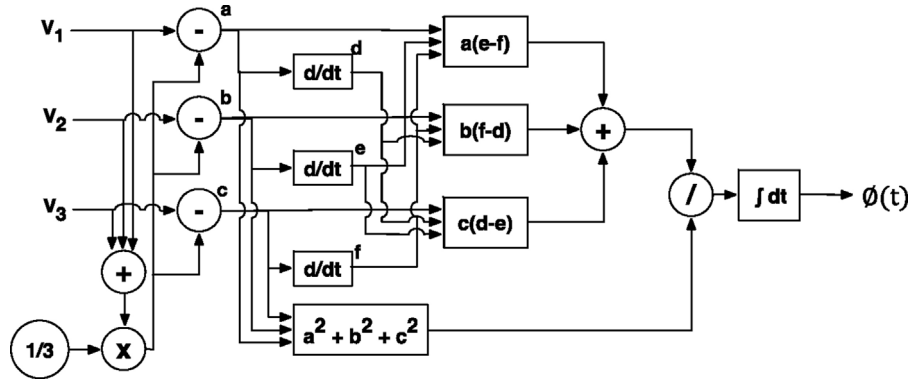 V₁
-
a
d/dt
d
a(e-f)
V₂
-
b
d/dt
e
b(f-d)
+
V₃
-
c
d/dt
f
c(d-e)
/
∫ dt
Ø(t)
+
1/3
X
a² + b² + c²